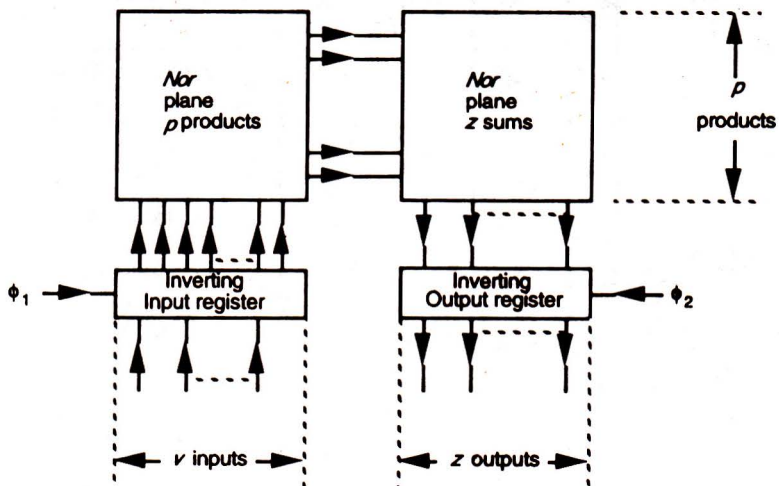 Nor
plane
p products
Nor
plane
z sums
p
products
ϕ₁
Inverting
Input register
Inverting
Output register
ϕ₂
v inputs
z outputs